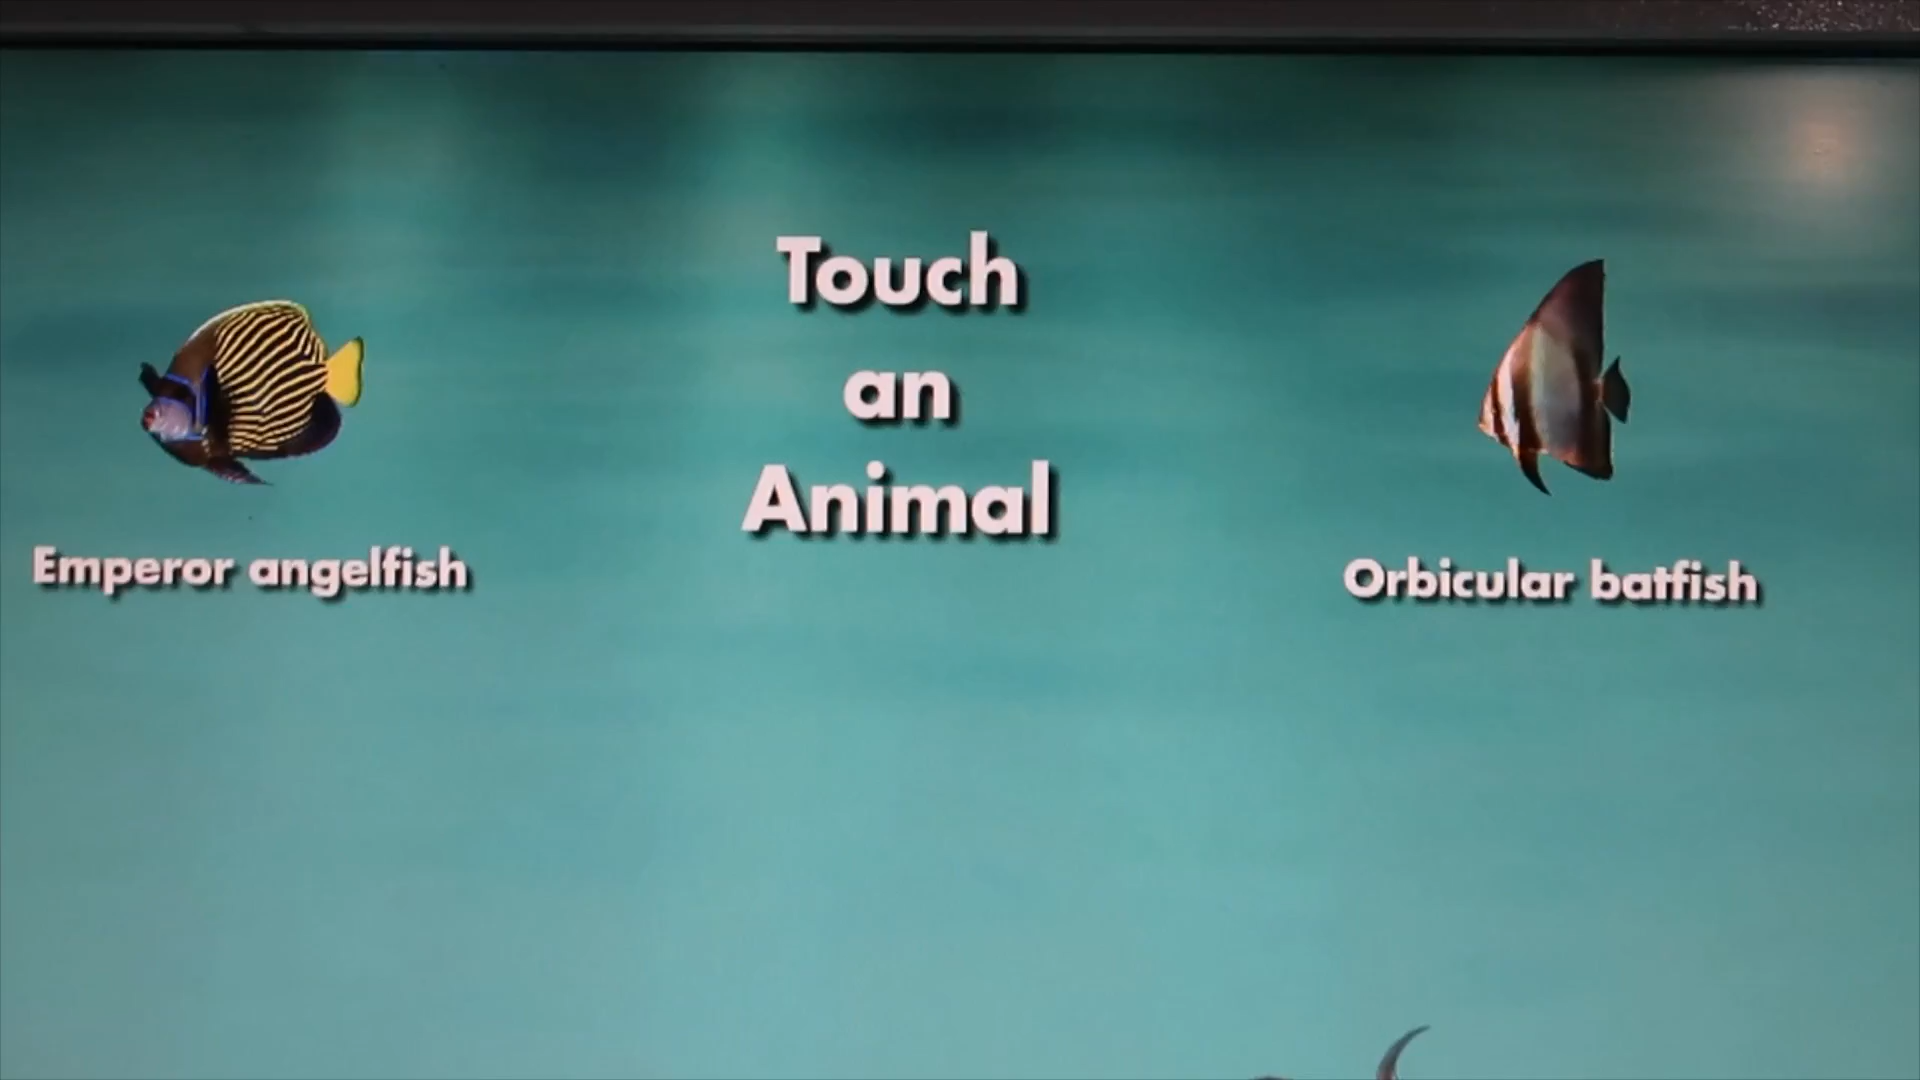 Touch
an
Animal
Emperor angelfish
Orbicular batfish